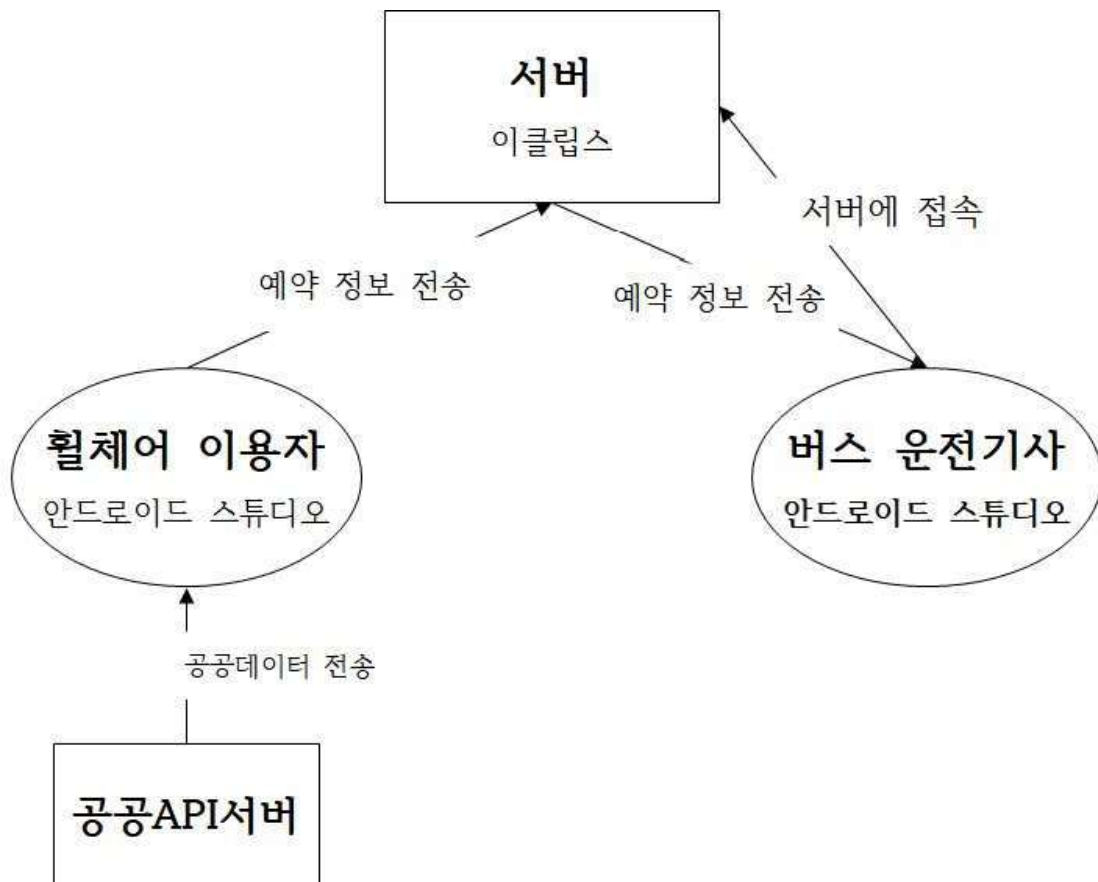 서버
이클립스
서버에 접속
예약 정보 전송
예약 정보 전송
휠체어 이용자
안드로이드 스튜디오
버스 운전기사
안드로이드 스튜디오
공공데이터 전송
공공API서버